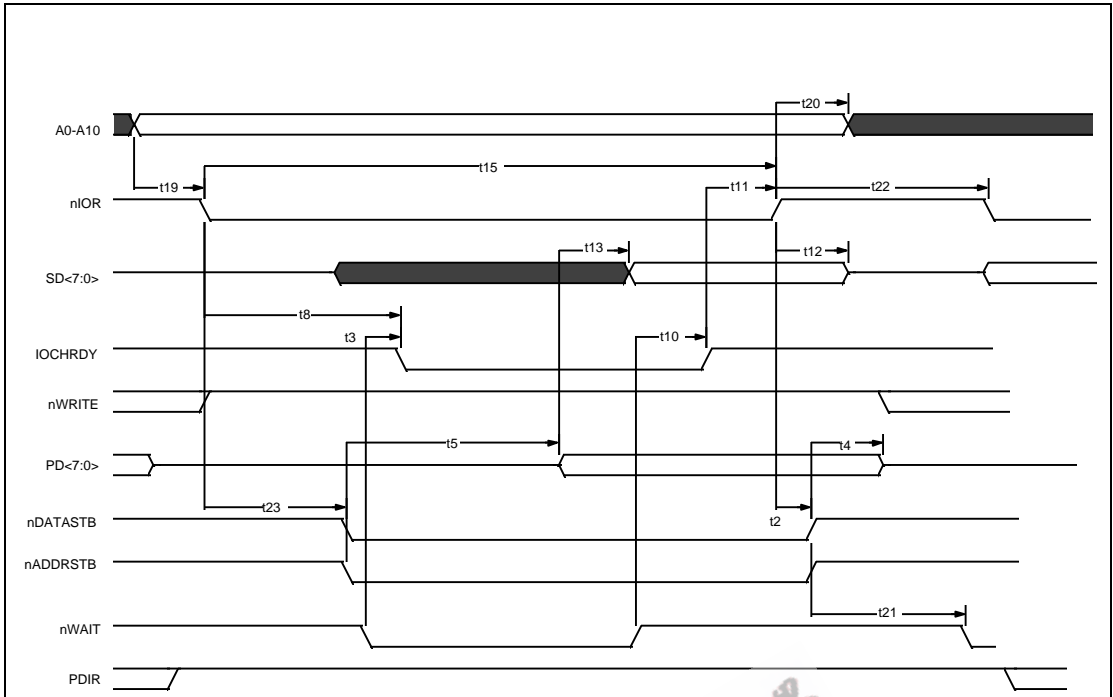 t20
A0-A10
t15
t19
t11
t22
nIOR
t13
t12
SD<7:0>
t8
t3
t10
IOCHRDY
nWRITE
t5
t4
PD<7:0>
t23
t2
nDATASTB
nADDRSTB
t21
nWAIT
PDIR